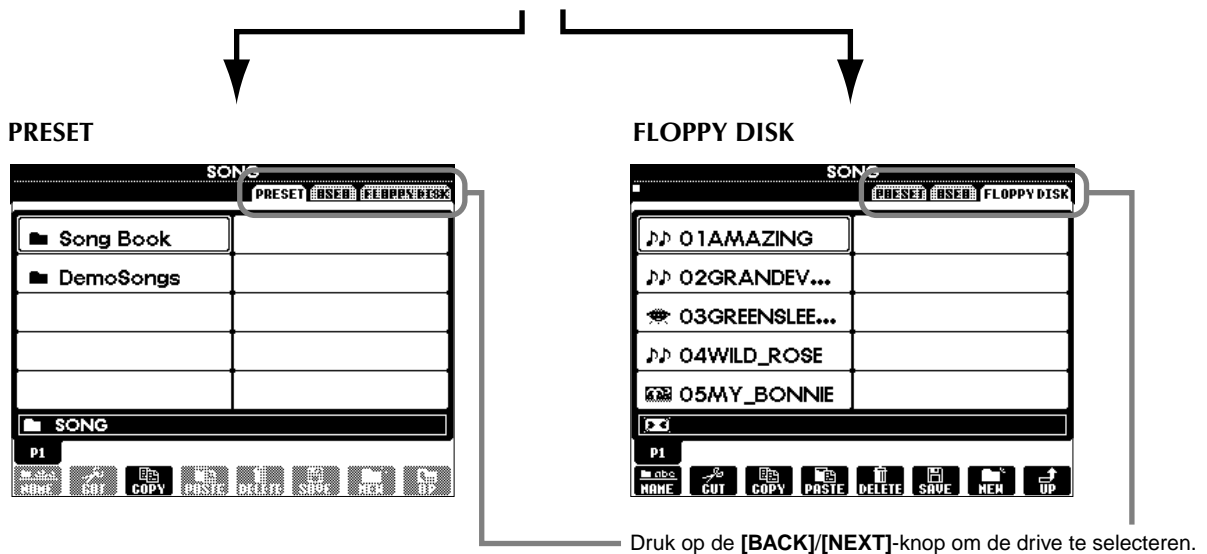 PRESET
SONG
PRESET USER FLOPPY DISK
Song Book
DemoSongs
SONG
P1
NAME CUT COPY PASTE DELETE SAVE NEW UP
FLOPPY DISK
SONG
PRESET USER FLOPPY DISK
01AMAZING
02GRANDEV...
03GREENSLEE...
04WILD_ROSE
05MY_BONNIE
P1
abc
NAME CUT COPY PASTE DELETE SAVE NEW UP
Druk op de [BACK]/[NEXT]-knop om de drive te selecteren.